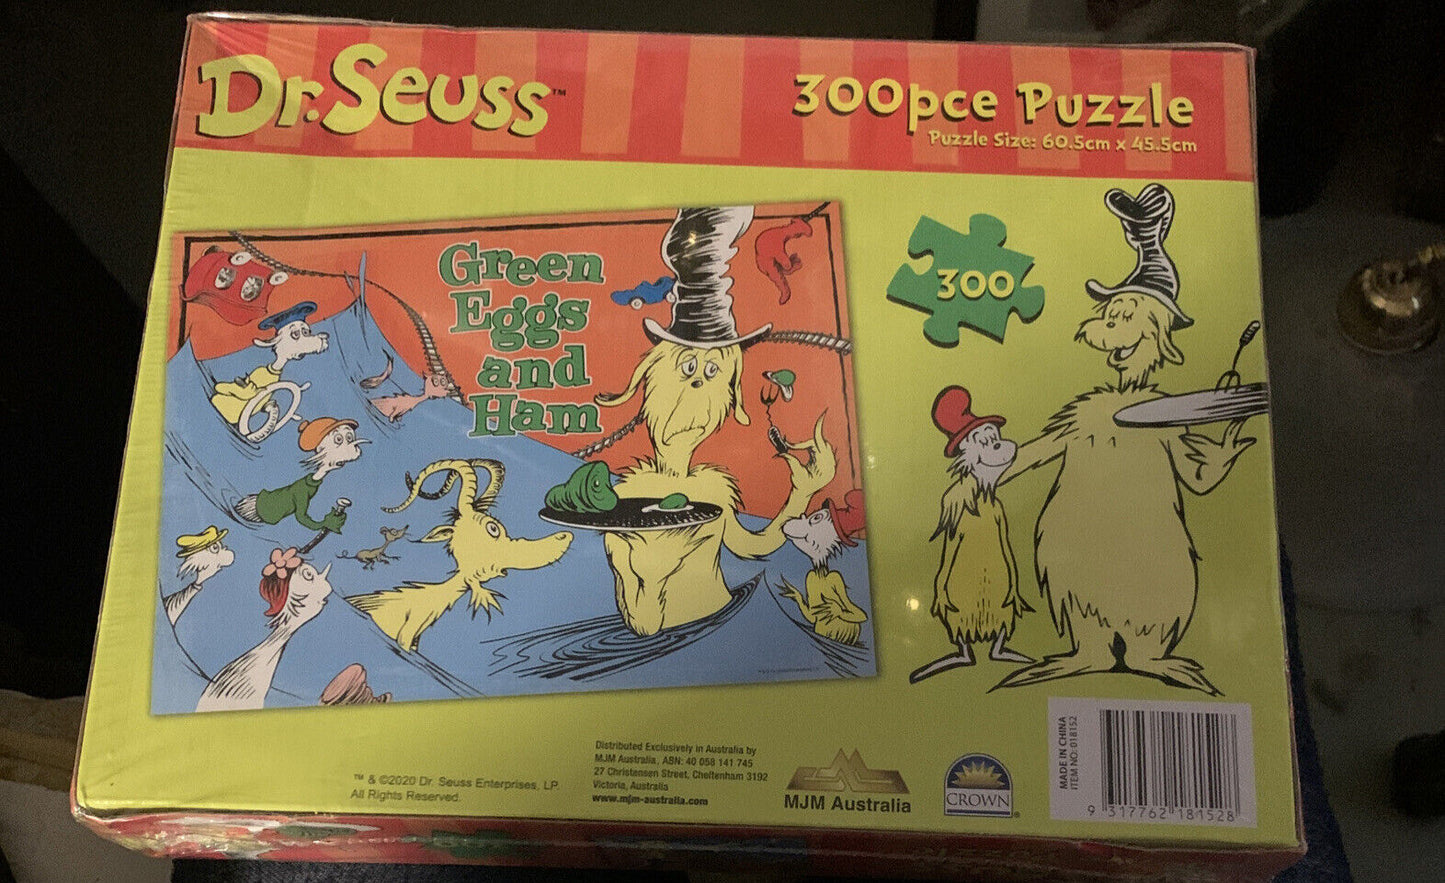 Dr. Seuss™
300pce Puzzle
Puzzle Size: 60.5cm x 45.5cm
Green
Eggs
and
Ham
300
™ & ©2020 Dr. Seuss Enterprises, LP.
All Rights Reserved.
Distributed Exclusively in Australia by
MJM Australia, ABN: 40 058 141 745
27 Christensen Street, Cheltenham 3192
Victoria, Australia
www.mjm-australia.com
MJM Australia
CROWN
MADE IN CHINA
ITEM NO: 018152
9 317762 181528